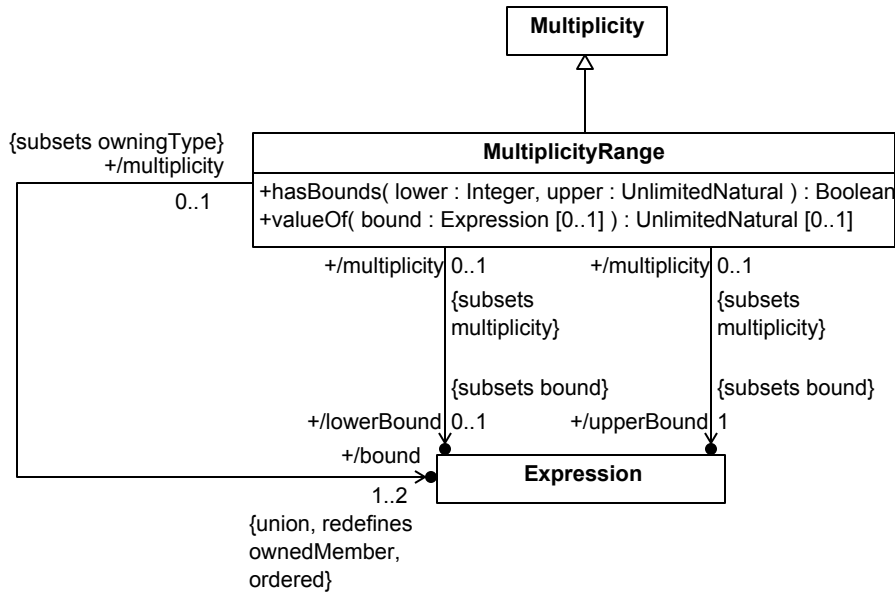 Multiplicity
{subsets owningType}
+/multiplicity
0..1
MultiplicityRange
+hasBounds( lower : Integer, upper : UnlimitedNatural ) : Boolean
+valueOf( bound : Expression [0..1] ) : UnlimitedNatural [0..1]
+/multiplicity 0..1
{subsets
multiplicity}
+/multiplicity 0..1
{subsets
multiplicity}
{subsets bound}
+/lowerBound 0..1
{subsets bound}
+/upperBound 1
+/bound
1..2
{union, redefines
ownedMember,
ordered}
Expression